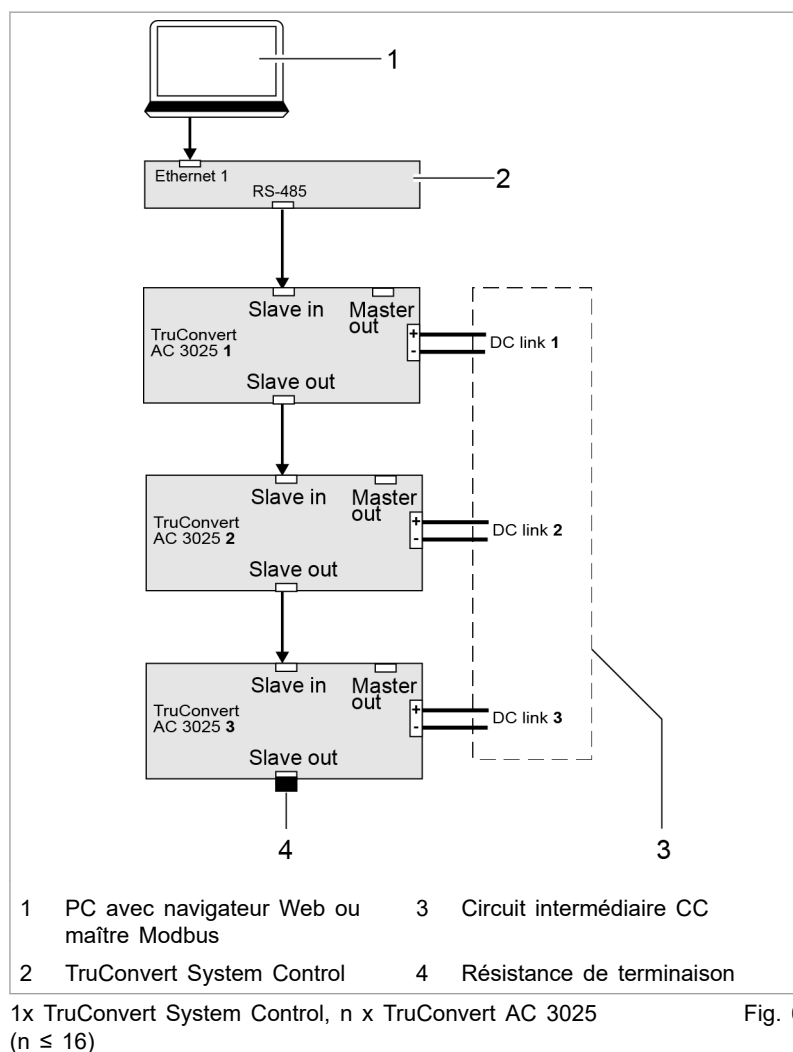 1
Ethernet 1
2
RS-485
Slave in
Master
out
TruConvert
AC 3025 1
+
-
DC link 1
Slave out
Slave in
Master
out
TruConvert
AC 3025 2
+
-
DC link 2
Slave out
Slave in
Master
out
TruConvert
AC 3025 3
+
-
DC link 3
Slave out
4
3
1 PC avec navigateur Web ou
maître Modbus
3 Circuit intermédiaire CC
2 TruConvert System Control
4 Résistance de terminaison
1x TruConvert System Control, n x TruConvert AC 3025
(n ≤ 16)
Fig.